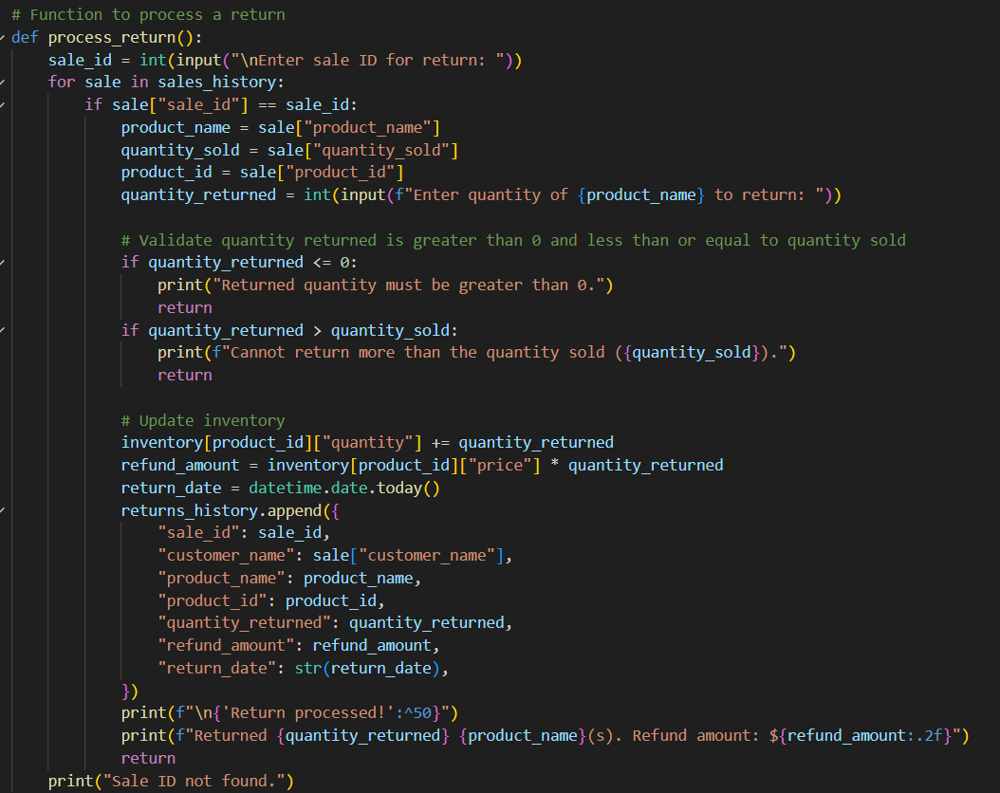 # Function to process a return
def process_return():
    sale_id = int(input("\nEnter sale ID for return: "))
    for sale in sales_history:
        if sale["sale_id"] == sale_id:
            product_name = sale["product_name"]
            quantity_sold = sale["quantity_sold"]
            product_id = sale["product_id"]
            quantity_returned = int(input(f"Enter quantity of {product_name} to return: "))

            # Validate quantity returned is greater than 0 and less than or equal to quantity sold
            if quantity_returned <= 0:
                print("Returned quantity must be greater than 0.")
                return
            if quantity_returned > quantity_sold:
                print(f"Cannot return more than the quantity sold ({quantity_sold}).")
                return

            # Update inventory
            inventory[product_id]["quantity"] += quantity_returned
            refund_amount = inventory[product_id]["price"] * quantity_returned
            return_date = datetime.date.today()
            returns_history.append({
                "sale_id": sale_id,
                "customer_name": sale["customer_name"],
                "product_name": product_name,
                "product_id": product_id,
                "quantity_returned": quantity_returned,
                "refund_amount": refund_amount,
                "return_date": str(return_date),
            })
            print(f"\n{'Return processed!':^50}")
            print(f"Returned {quantity_returned} {product_name}(s). Refund amount: ${refund_amount:.2f}")
            return
    print("Sale ID not found.")